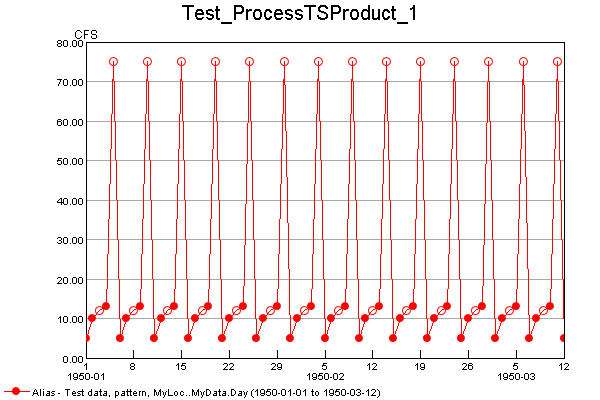 Test_ProcessTSProduct_1
CFS
80.00
70.00
60.00
50.00
40.00
30.00
20.00
10.00
0.00
1 8 15 22 29 5 12 19 26 5 12
1950-01 1950-02 1950-03
Alias - Test data, pattern, MyLoc..MyData.Day (1950-01-01 to 1950-03-12)